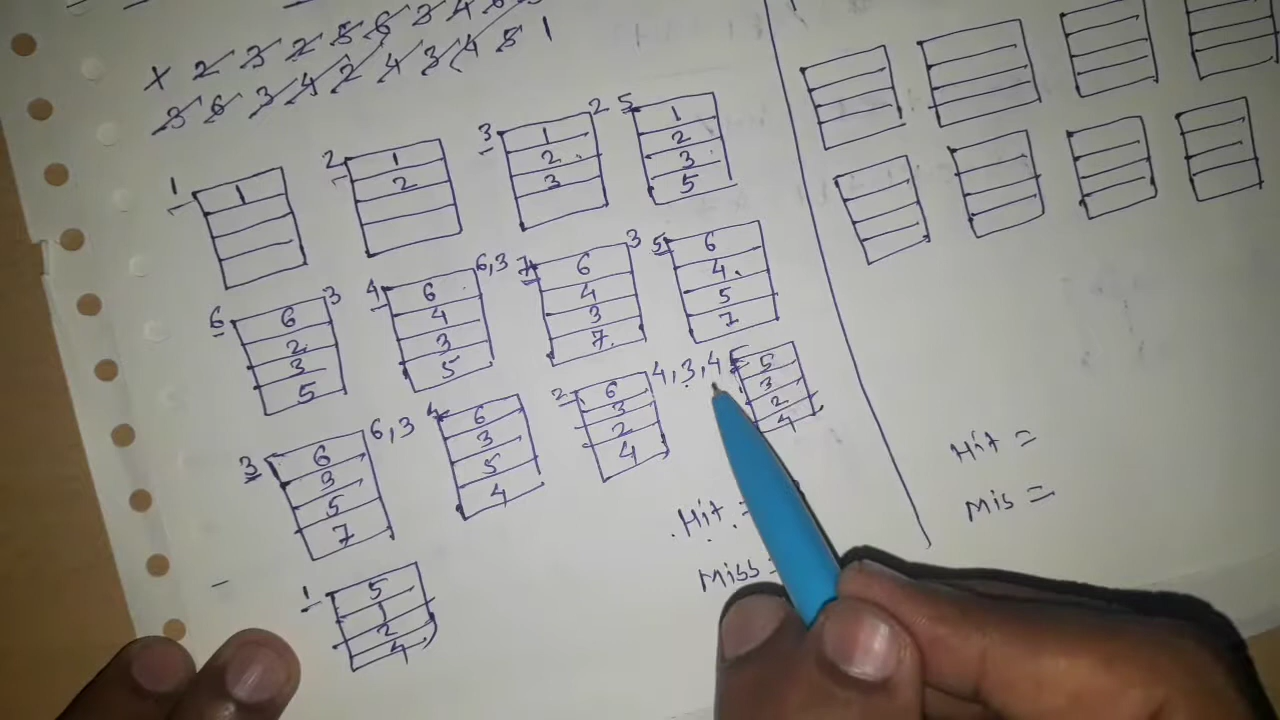 2 3 2 5 6 3 4 6
5 6 3 4 2 4 3 4 5 1
1 1
2 1 2
3 1 2 3 2
5 1 2 3 5
6 6 2 3 5 3
4 6 4 3 5 6,3
7 6 4 3 7 3
5 6 4 5 7
3 6 3 5 7 6,3
4 6 3 5 4
2 6 3 2 4 4,3,4
5 5 3 2 4
1 5 1 2 4
Hit =
Miss =
Hit =
Mis =